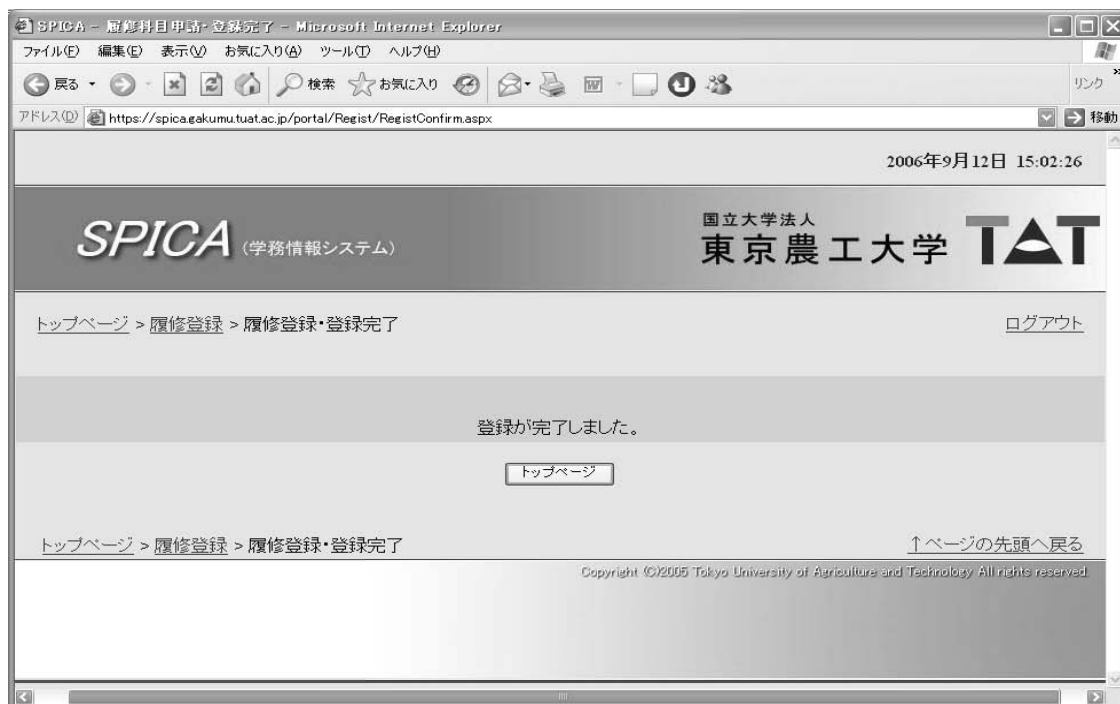 SPICA - 履修科目申請・登録完了 - Microsoft Internet Explorer
ファイル(F) 編集(E) 表示(V) お気に入り(A) ツール(T) ヘルプ(H)
戻る 検索 お気に入り リンク »
アドレス(D) https://spica.gakumu.tuat.ac.jp/portal/Regist/RegistConfirm.aspx 移動
2006年9月12日 15:02:26
SPICA (学務情報システム)
国立大学法人
東京農工大学 TAT
トップページ > 履修登録 > 履修登録・登録完了 ログアウト
登録が完了しました。
トップページ
トップページ > 履修登録 > 履修登録・登録完了 ↑ページの先頭へ戻る
Copyright (C)2005 Tokyo University of Agriculture and Technology All rights reserved.